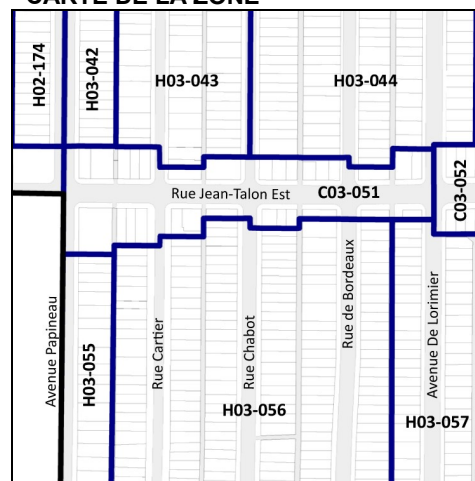 CARTE DE LA ZONE
H02-174
H03-042
H03-043
H03-044
Rue Jean-Talon Est
C03-051
C03-052
Avenue Papineau
H03-055
Rue Cartier
Rue Chabot
H03-056
Rue de Bordeaux
Avenue De Lorimier
H03-057